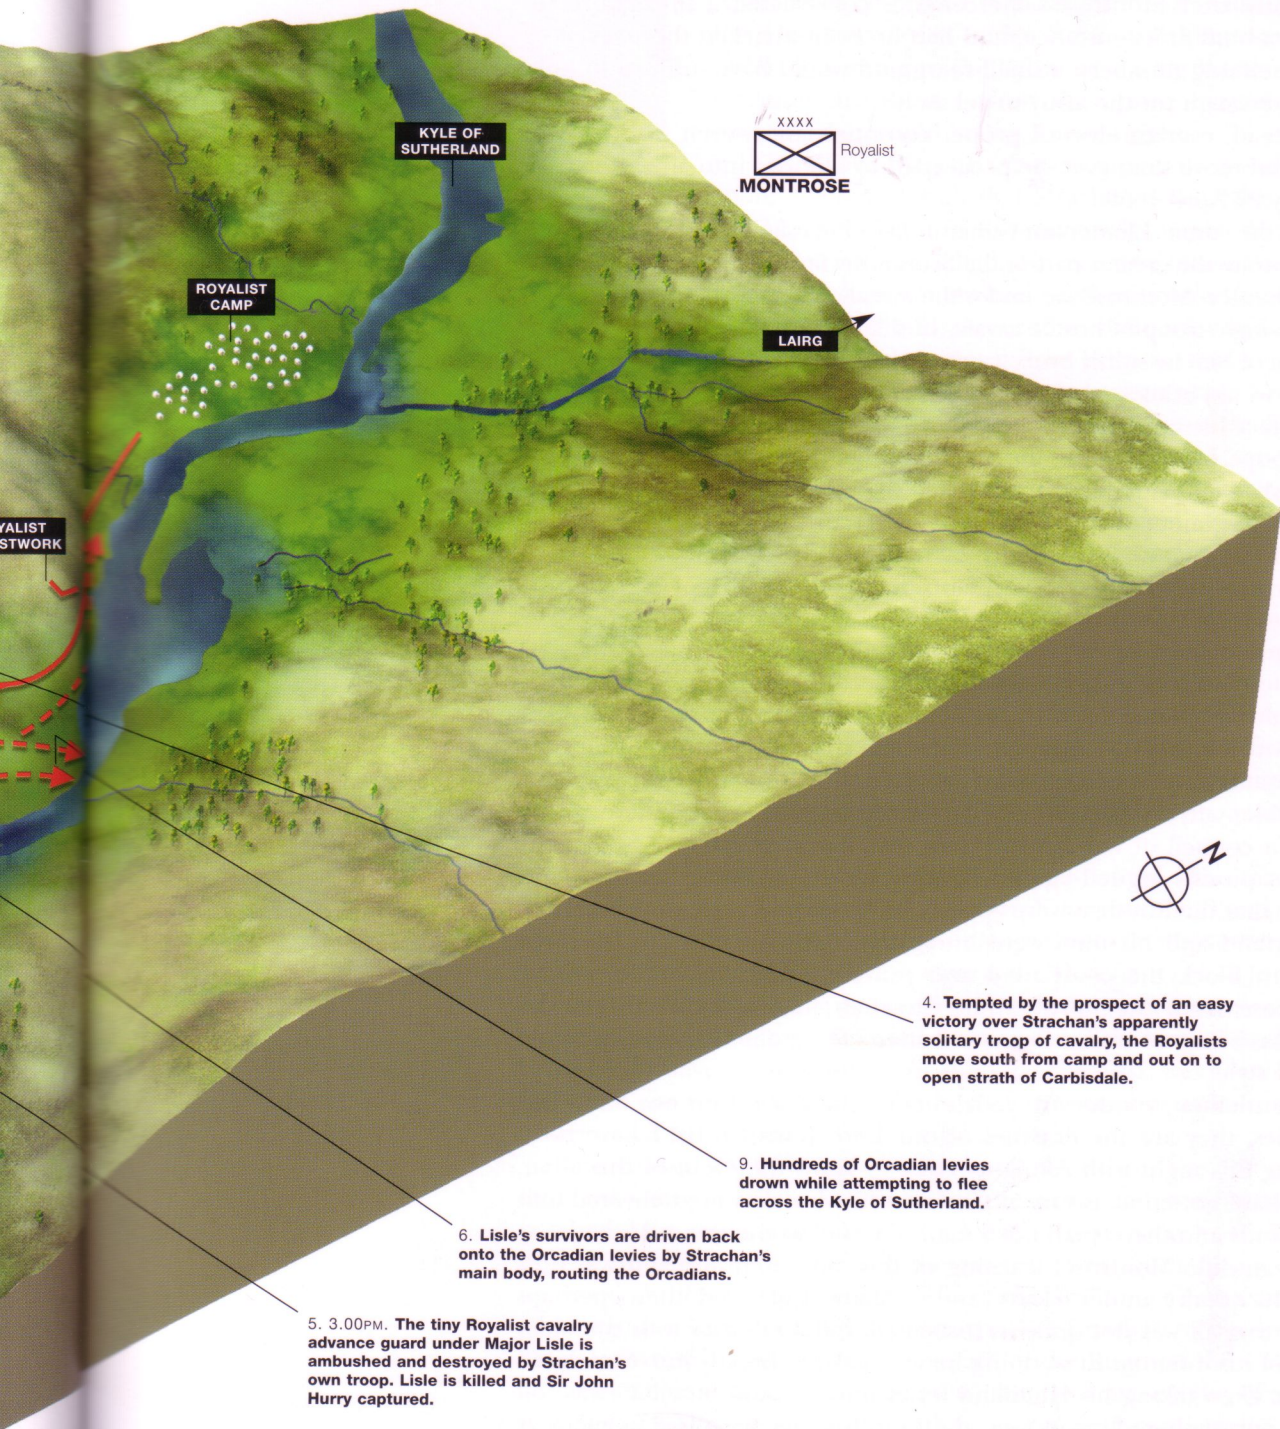 KYLE OF
SUTHERLAND
XXXX
Royalist
MONTROSE
ROYALIST
CAMP
LAIRG
YALIST
STWORK
N
4. Tempted by the prospect of an easy
victory over Strachan's apparently
solitary troop of cavalry, the Royalists
move south from camp and out on to
open strath of Carbisdale.
9. Hundreds of Orcadian levies
drown while attempting to flee
across the Kyle of Sutherland.
6. Lisle's survivors are driven back
onto the Orcadian levies by Strachan's
main body, routing the Orcadians.
5. 3.00PM. The tiny Royalist cavalry
advance guard under Major Lisle is
ambushed and destroyed by Strachan's
own troop. Lisle is killed and Sir John
Hurry captured.